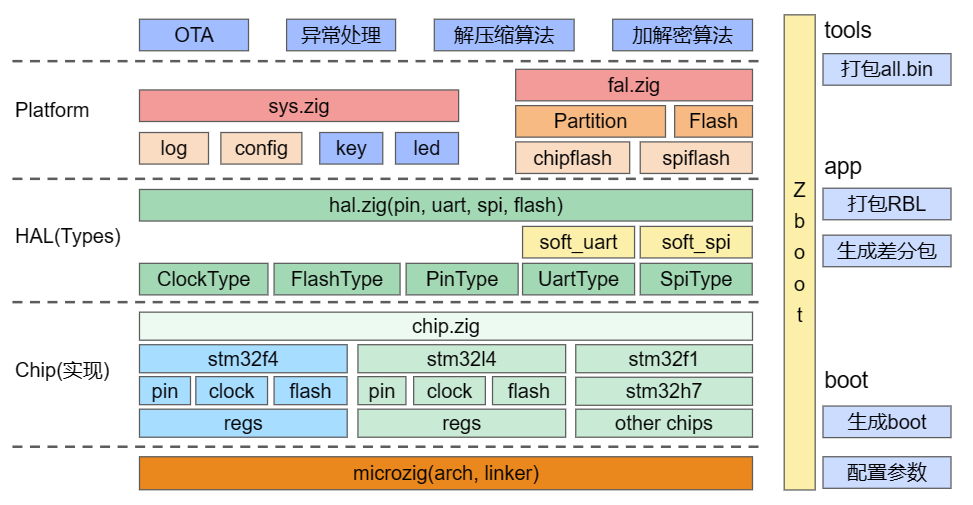 OTA
异常处理
解压缩算法
加解密算法
Platform
sys.zig
fal.zig
Partition
Flash
log
config
key
led
chipflash
spiflash
HAL(Types)
hal.zig(pin, uart, spi, flash)
soft_uart
soft_spi
ClockType
FlashType
PinType
UartType
SpiType
Chip(实现)
chip.zig
stm32f4
stm32l4
stm32f1
pin
clock
flash
pin
clock
flash
stm32h7
regs
regs
other chips
microzig(arch, linker)
Zboot
tools
打包all.bin
app
打包RBL
生成差分包
boot
生成boot
配置参数